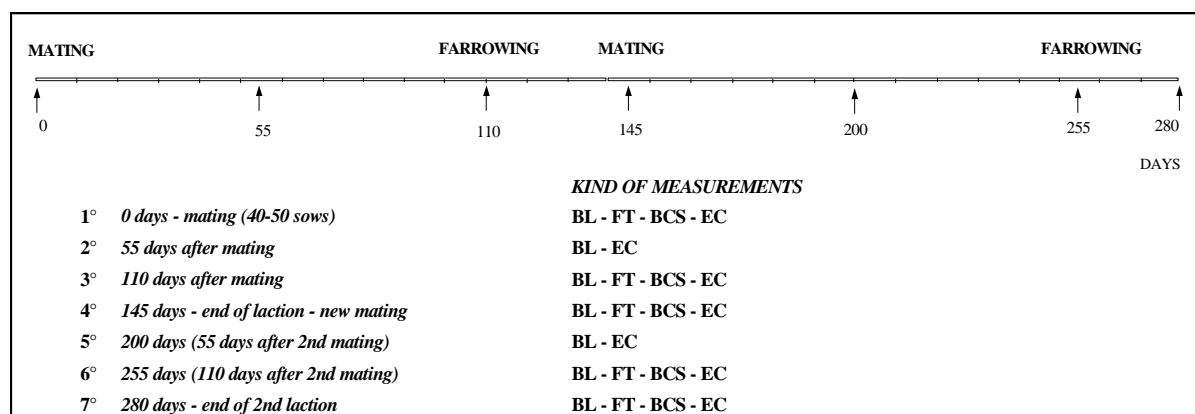 MATING FARROWING MATING FARROWING
0 55 110 145 200 255 280
DAYS
KIND OF MEASUREMENTS
1° 0 days - mating (40-50 sows) BL - FT - BCS - EC
2° 55 days after mating BL - EC
3° 110 days after mating BL - FT - BCS - EC
4° 145 days - end of laction - new mating BL - FT - BCS - EC
5° 200 days (55 days after 2nd mating) BL - EC
6° 255 days (110 days after 2nd mating) BL - FT - BCS - EC
7° 280 days - end of 2nd laction BL - FT - BCS - EC